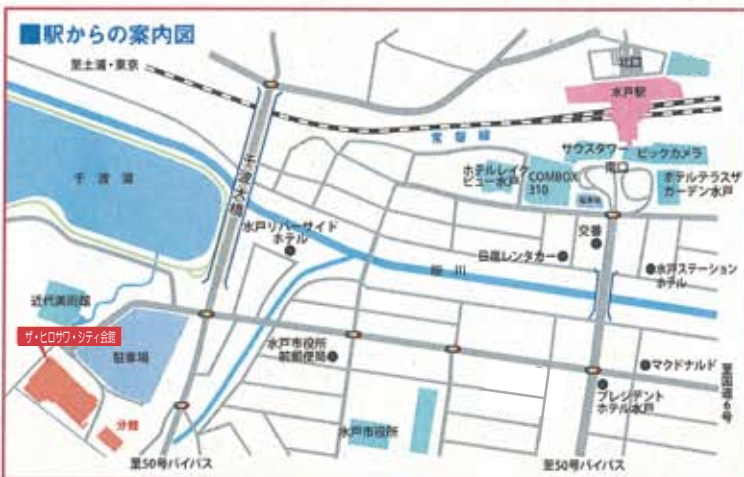 ■駅からの案内図
至土浦・東京
北口
水戸駅
常磐線
サウスタワー
ビックカメラ
南口
千波湖
千波大橋
ホテルレイク
ビュー水戸
COMBOX
310
ホテルテラスザ
ガーデン水戸
水戸リバーサイド
ホテル
交番
日産レンタカー
桜川
水戸ステーション
ホテル
近代美術館
ザ・ヒロサワ・シティ会館
駐車場
水戸市役所
前郵便局
マクドナルド
プレジデント
ホテル水戸
至国道6号
分館
水戸市役所
至50号バイパス
至50号バイパス